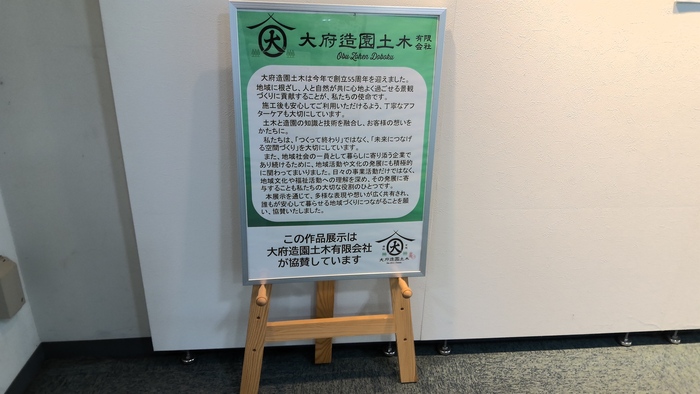 大
大府造園土木 有限会社
Obu Zohen Doboku
大府造園土木は今年で創立55周年を迎えました。
地域に根ざし、人と自然が共に心地よく過ごせる景観
づくりに貢献することが、私たちの使命です。
施工後も安心してご利用いただけるよう、丁寧なアフ
ターケアも大切にしています。
土木と造園の知識と技術を融合し、お客様の想いを
かたちに。
私たちは、「つくって終わり」ではなく、「未来につなげ
る空間づくり」を大切にしています。
また、地域社会の一員として暮らしに寄り添う企業で
あり続けるために、地域活動や文化の発展にも積極的
に関わってまいりました。日々の事業活動だけではなく、
地域文化や福祉活動への理解を深め、その発展に寄
与することも私たちの大切な役割のひとつです。
本展示を通じて、多様な表現や想いが広く共有され、
誰もが安心して暮らせる地域づくりにつながることを願
い、協賛いたしました。
この作品展示は
大府造園土木有限会社
が協賛しています
大
大府造園土木